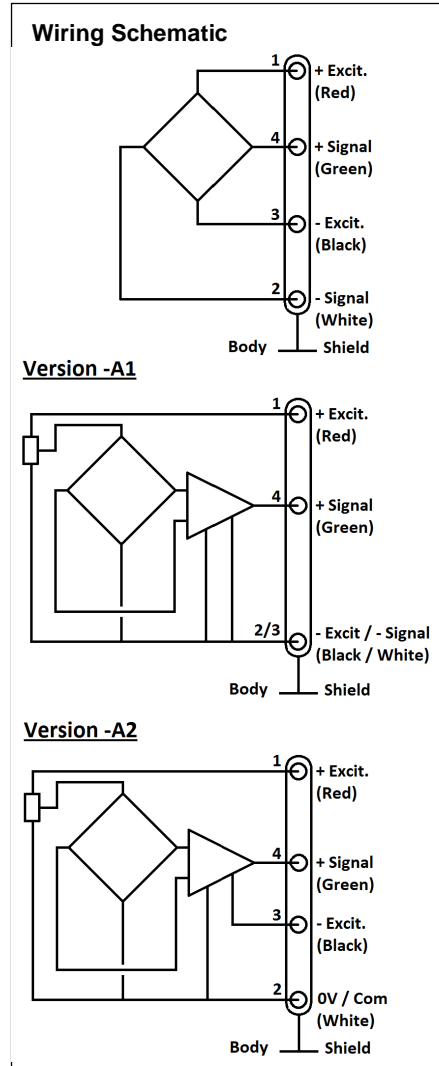 Wiring Schematic
1
+ Excit.
(Red)
4
+ Signal
(Green)
3
- Excit.
(Black)
2
- Signal
(White)
Body Shield
Version -A1
1
+ Excit.
(Red)
4
+ Signal
(Green)
2/3
- Excit / - Signal
(Black / White)
Body Shield
Version -A2
1
+ Excit.
(Red)
4
+ Signal
(Green)
3
- Excit.
(Black)
2
0V / Com
(White)
Body Shield